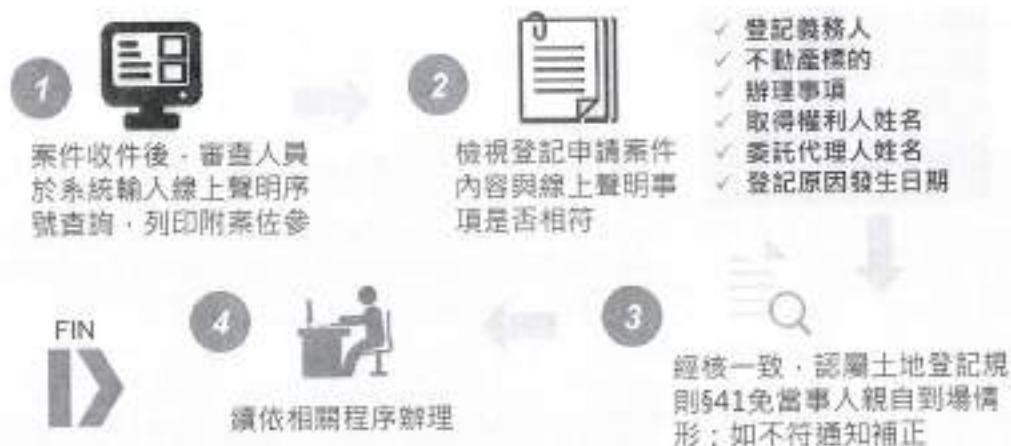 1
案件收件後，審查人員
於系統輸入線上聲明序
號查詢，列印附案佐參
2
檢視登記申請案件
內容與線上聲明事
項是否相符
✓ 登記義務人
✓ 不動產標的
✓ 辦理事項
✓ 取得權利人姓名
✓ 委託代理人姓名
✓ 登記原因發生日期
3
經核一致，認屬土地登記規
則§41免當事人親自到場情
形；如不符通知補正
4
續依相關程序辦理
FIN